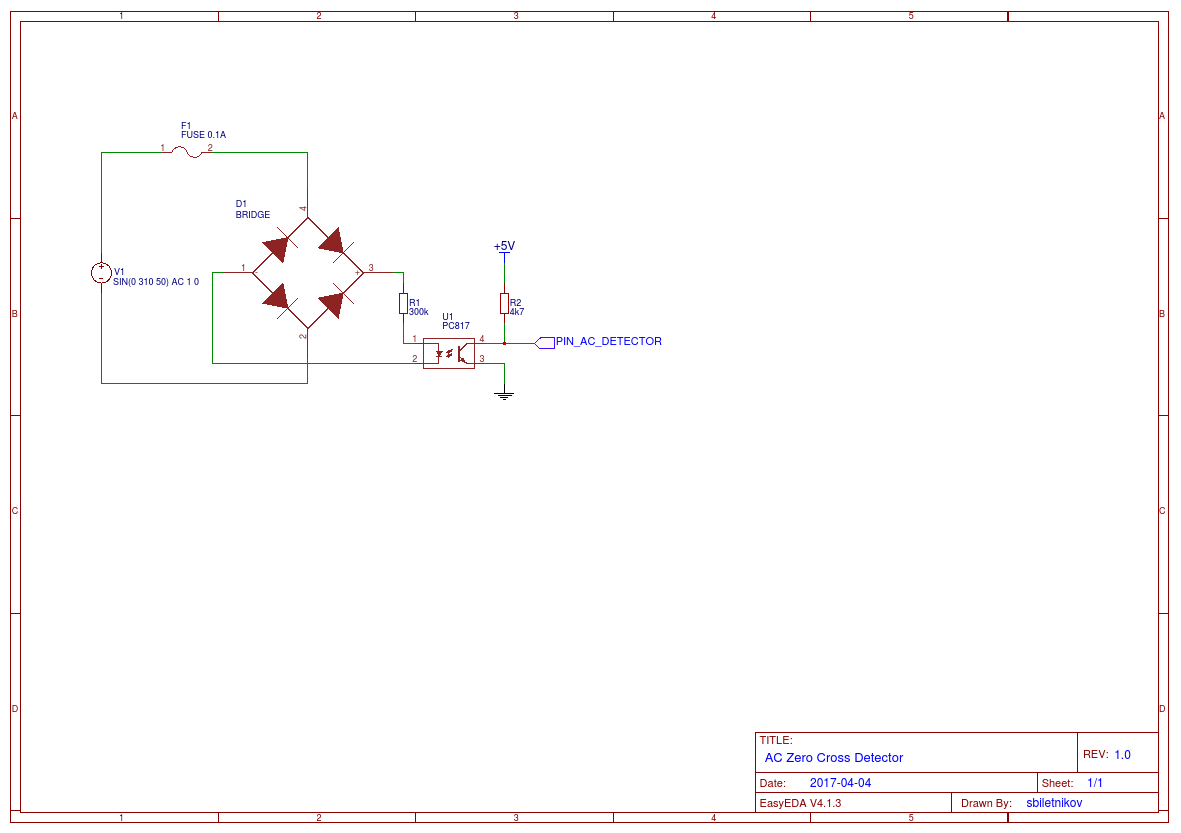 1 2 3 4 5
A A
F1
FUSE 0.1A
1 2
D1
BRIDGE
4
+5V
1 + 3
V1
SIN(0 310 50) AC 1 0
+
-
R1
300k
R2
4k7
B B
U1
PC817
2
1 4
PIN_AC_DETECTOR
2 3
C C
D D
TITLE:
AC Zero Cross Detector
REV: 1.0
Date: 2017-04-04
Sheet: 1/1
EasyEDA V4.1.3
Drawn By: sbiletnikov
1 2 3 4 5